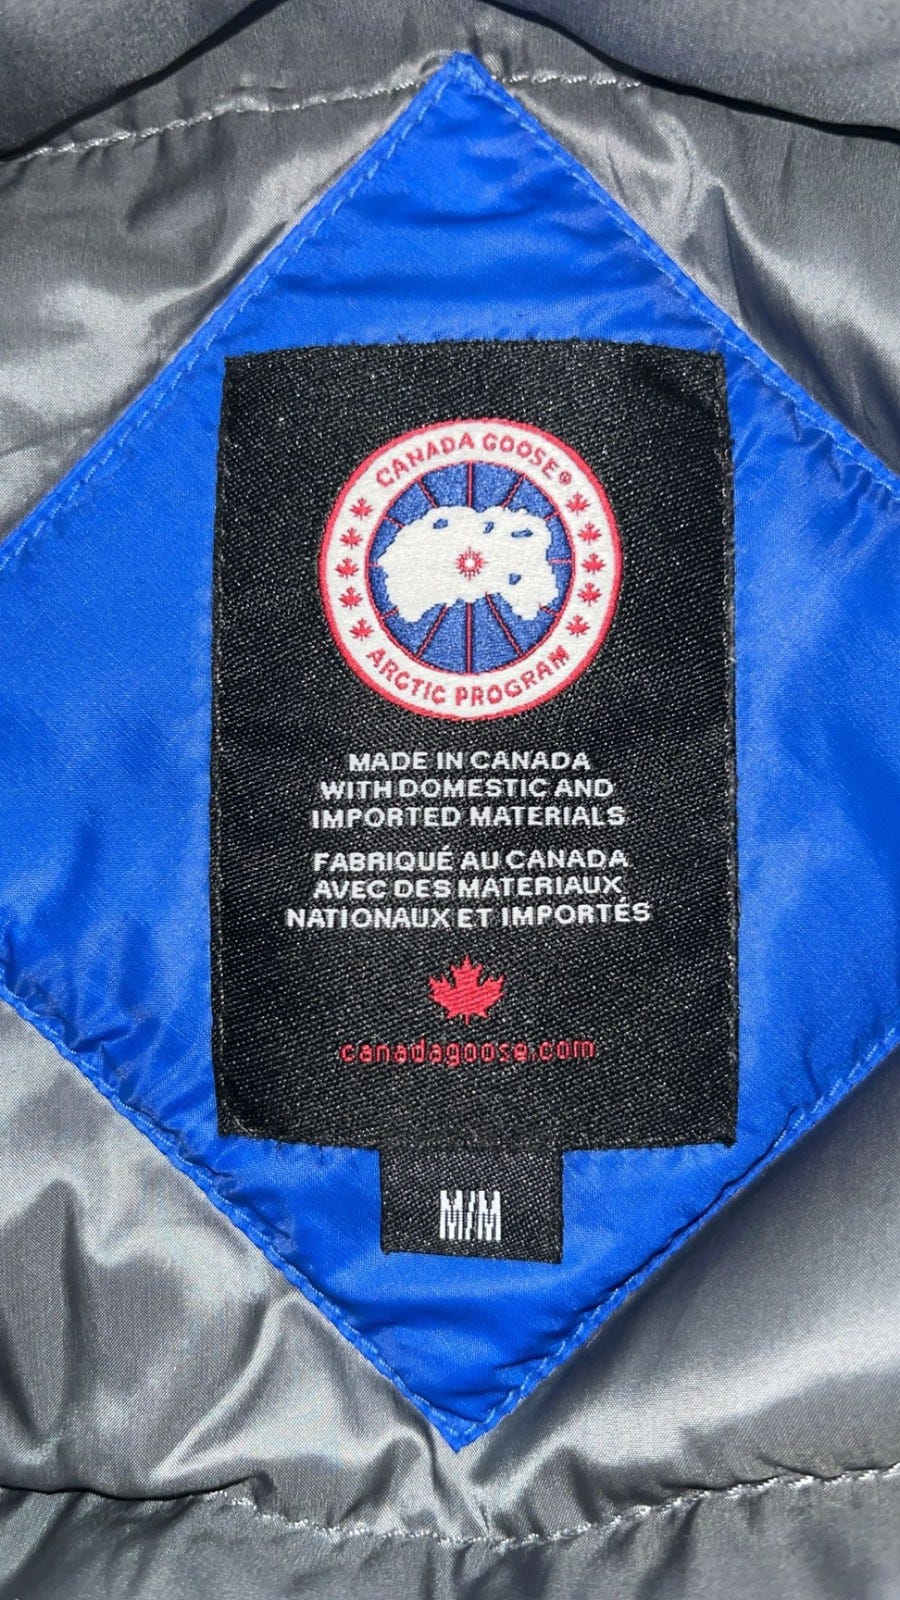 CANADA GOOSE®
ARCTIC PROGRAM
MADE IN CANADA
WITH DOMESTIC AND
IMPORTED MATERIALS
FABRIQUÉ AU CANADA
AVEC DES MATERIAUX
NATIONAUX ET IMPORTÉS
canadagoose.com
M/M